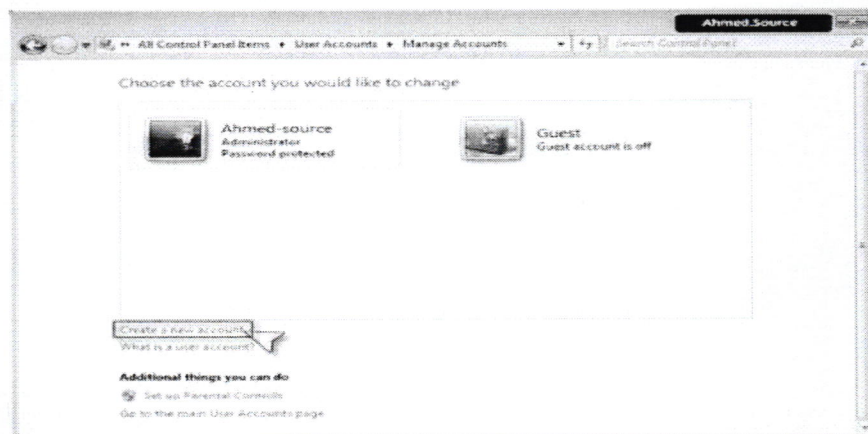 Ahmed.Source
All Control Panel Items ▸ User Accounts ▸ Manage Accounts
Search Control Panel
Choose the account you would like to change
Ahmed-source
Administrator
Password protected
Guest
Guest account is off
Create a new account
What is a user account?
Additional things you can do
Set up Parental Controls
Go to the main User Accounts page